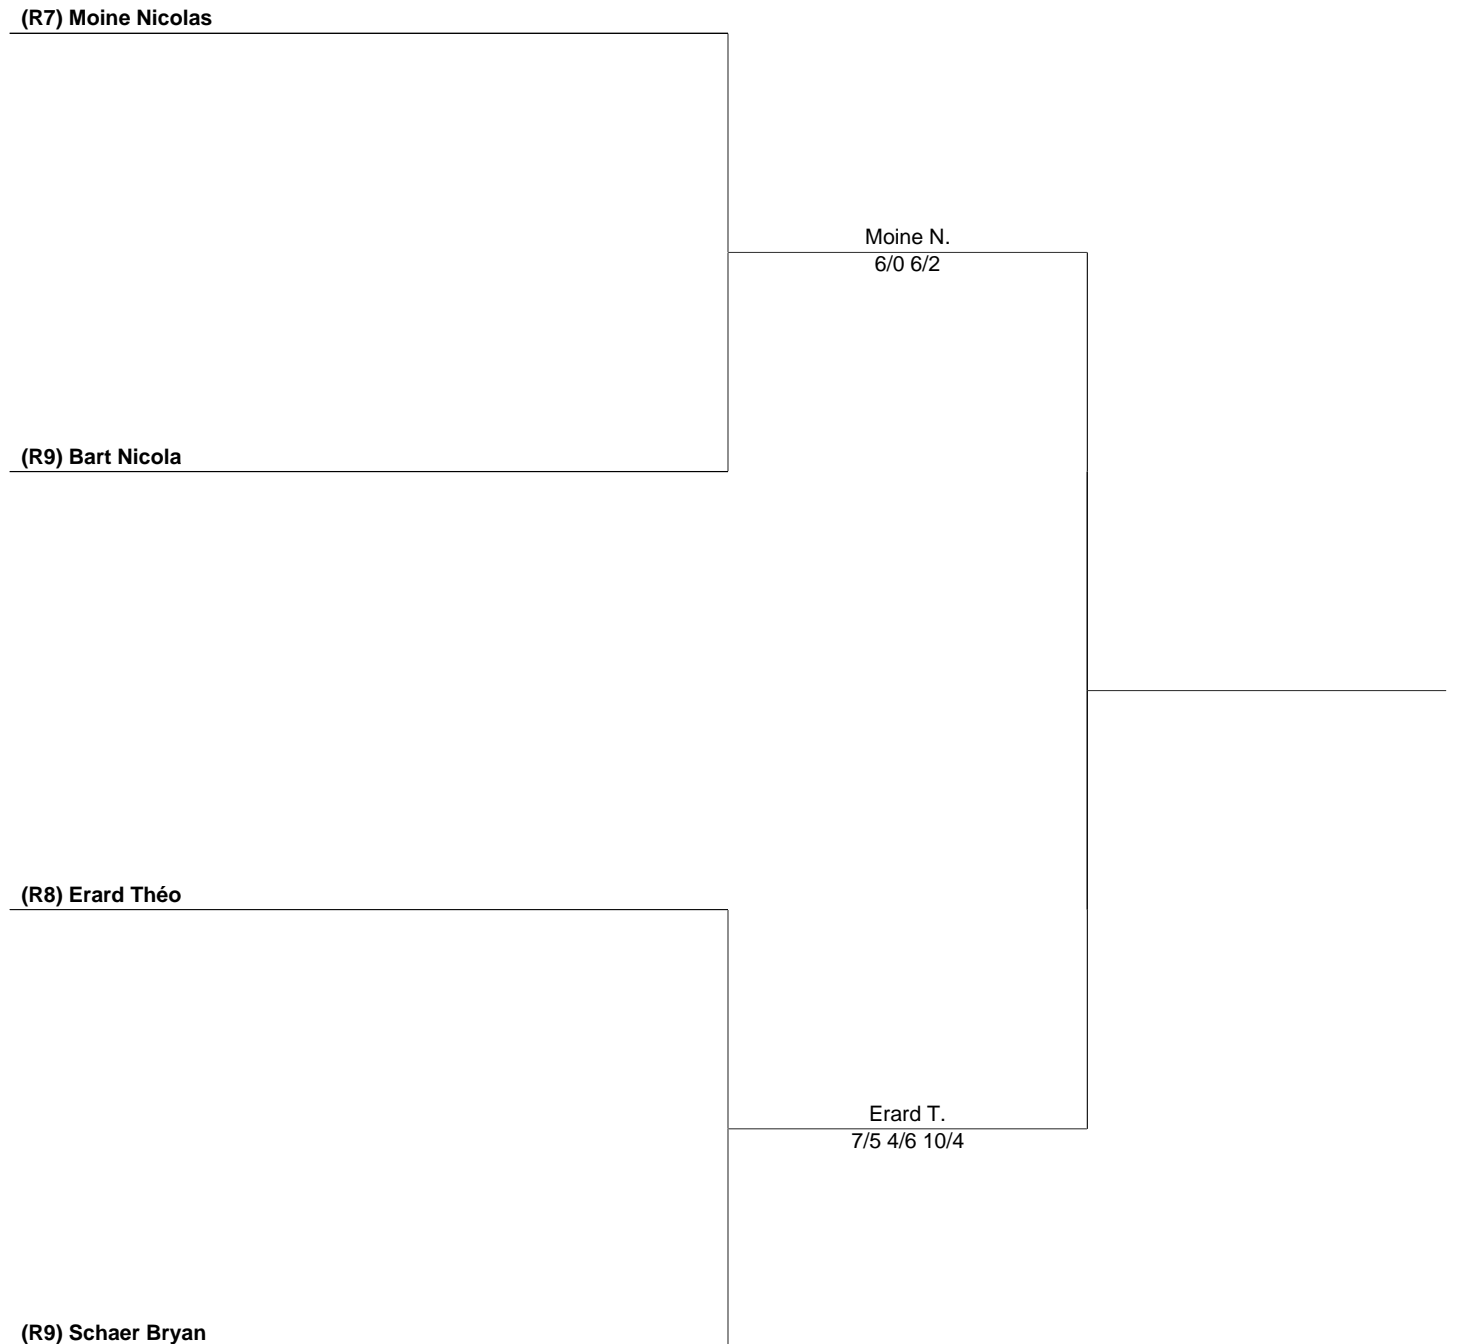 (R7) Moine Nicolas
Moine N.
6/0 6/2
(R9) Bart Nicola
(R8) Erard Théo
Erard T.
7/5 4/6 10/4
(R9) Schaer Bryan